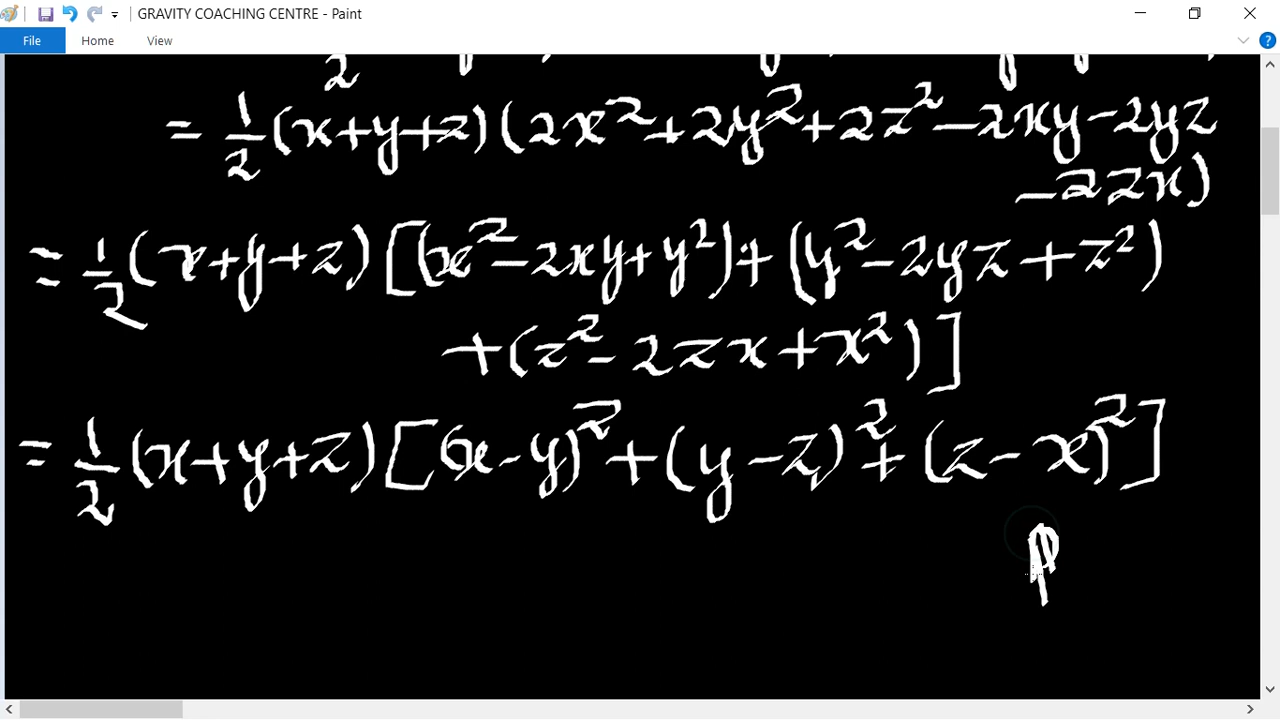 GRAVITY COACHING CENTRE - Paint
File Home View
2
= 1/2 (x+y+z)(2x²+2y²+2z²-2xy-2yz
-2zx)
= 1/2 (x+y+z)[(x²-2xy+y²)+(y²-2yz+z²)
+(z²-2zx+x²)]
= 1/2 (x+y+z)[(x-y)²+(y-z)²+(z-x)²]
p